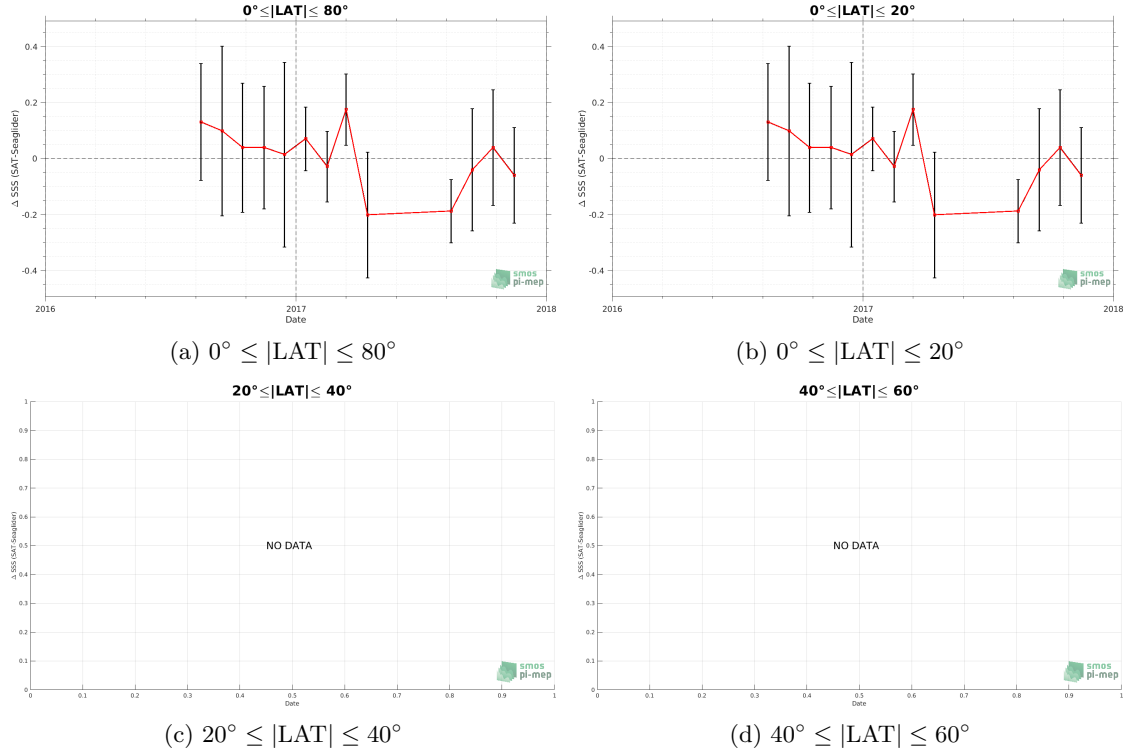 0°≤|LAT|≤ 80°
Δ SSS (SAT-Seaglider)
0.4
0.2
0
-0.2
-0.4
2016
2017
2018
Date
smos
pi-mep
(a) 0° ≤ |LAT| ≤ 80°
0°≤|LAT|≤ 20°
Δ SSS (SAT-Seaglider)
0.4
0.2
0
-0.2
-0.4
2016
2017
2018
Date
smos
pi-mep
(b) 0° ≤ |LAT| ≤ 20°
20°≤|LAT|≤ 40°
Δ SSS (SAT-Seaglider)
1
0.9
0.8
0.7
0.6
0.5
0.4
0.3
0.2
0.1
0
NO DATA
0 0.1 0.2 0.3 0.4 0.5 0.6 0.7 0.8 0.9 1
Date
smos
pi-mep
(c) 20° ≤ |LAT| ≤ 40°
40°≤|LAT|≤ 60°
Δ SSS (SAT-Seaglider)
1
0.9
0.8
0.7
0.6
0.5
0.4
0.3
0.2
0.1
0
NO DATA
0 0.1 0.2 0.3 0.4 0.5 0.6 0.7 0.8 0.9 1
Date
smos
pi-mep
(d) 40° ≤ |LAT| ≤ 60°